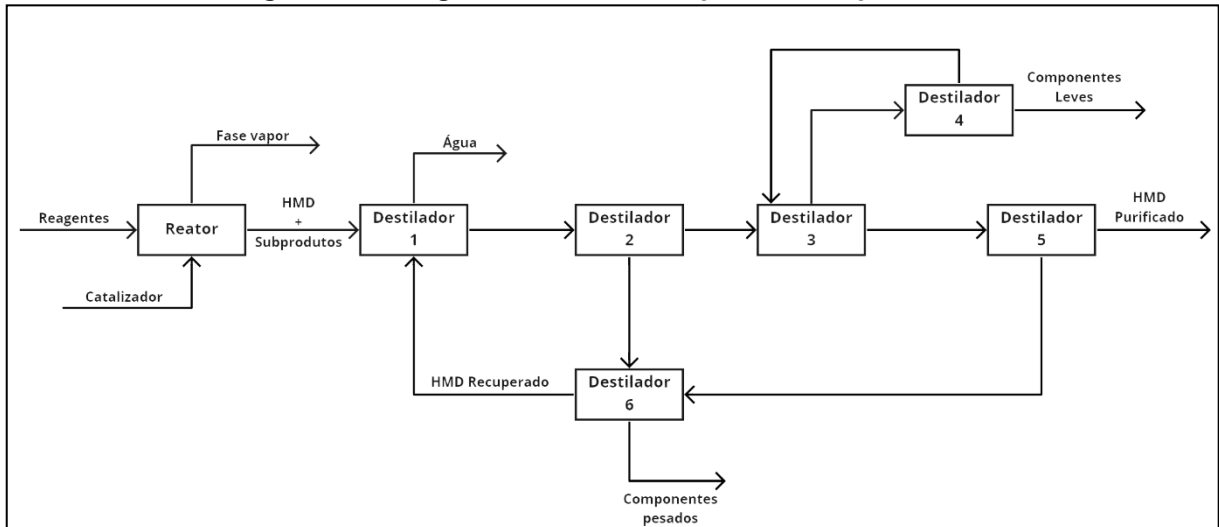 Componentes
Leves
Destilador
4
Fase vapor
Água
HMD
+
Subprodutos
HMD
Purificado
Reagentes
Reator
Destilador
1
Destilador
2
Destilador
3
Destilador
5
Catalizador
HMD Recuperado
Destilador
6
Componentes
pesados